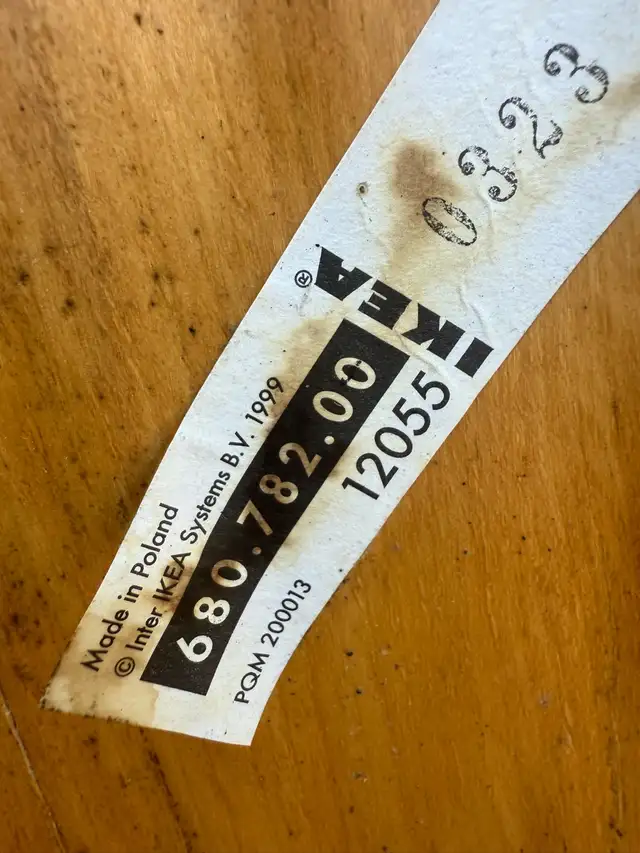 Made in Poland
© Inter IKEA Systems B.V. 1999
680.782.00
PQM 200013
12055
IKEA®
0323